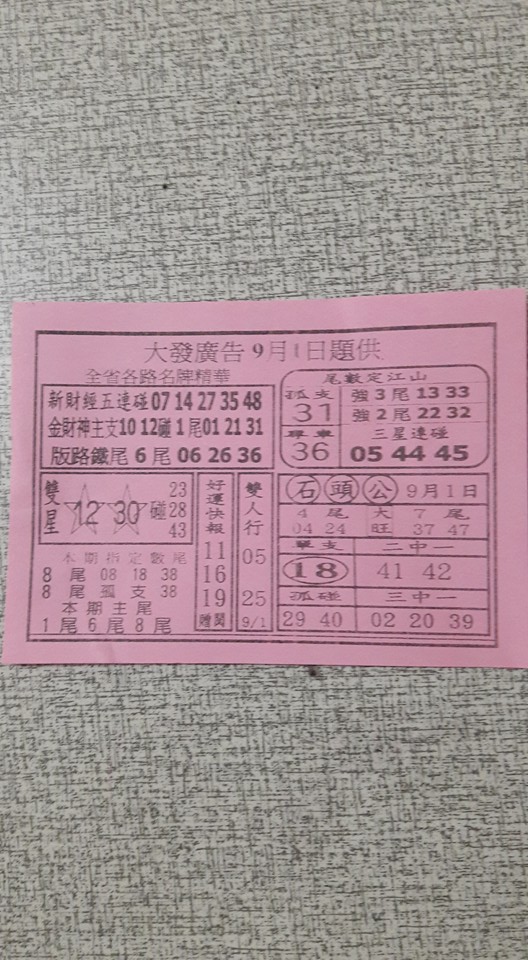 大發廣告9月1日題供
全省各路名牌精華
新財經五連碰07 14 27 35 48
金財神主支10 12碰1尾01 21 31
版路鐵尾 6 尾 06 26 36
尾數定江山
孤支
31
強3尾13 33
強2尾22 32
單車
36
三星連碰
05 44 45
雙星
12 30
碰
23
28
43
本期指定數尾
8 尾 08 18 38
8 尾 孤 支 38
本期主尾
1尾6尾8尾
好運快報
11
16
19
贈閱
雙人行
05
25
9/1
石頭公 9月1日
4 尾 大 7 尾
04 24 旺 37 47
單支 二中一
18 41 42
孤碰 三中一
29 40 02 20 39